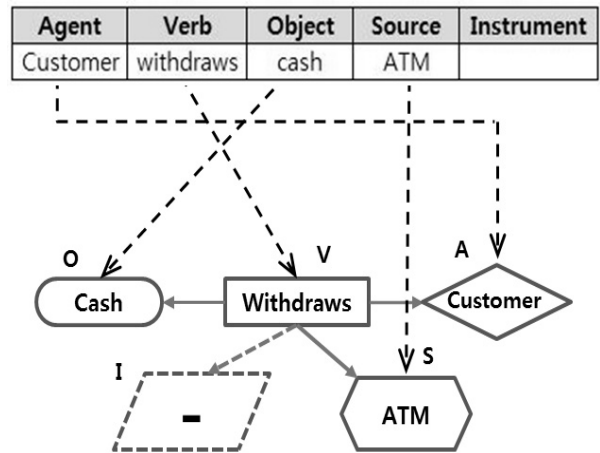 Agent Verb Object Source Instrument
Customer withdraws cash ATM
O V A
Cash Withdraws Customer
I S
- ATM